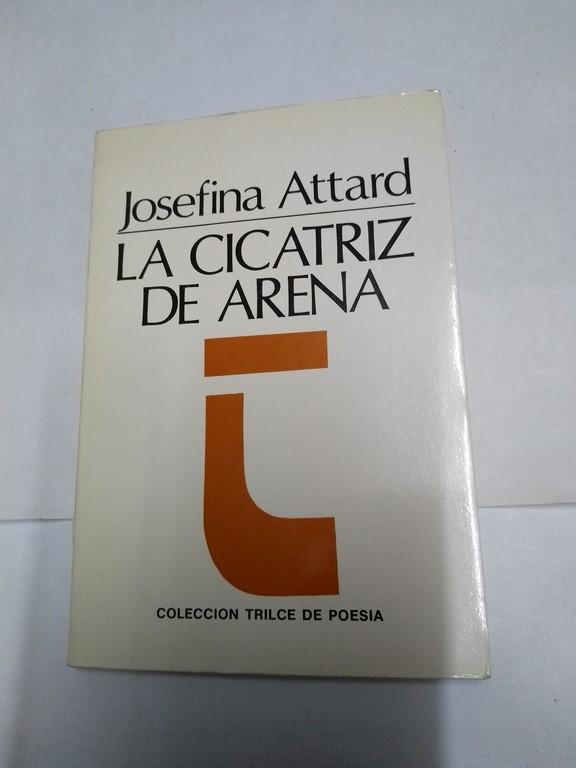 Josefina Attard
LA CICATRIZ
DE ARENA
COLECCION TRILCE DE POESIA